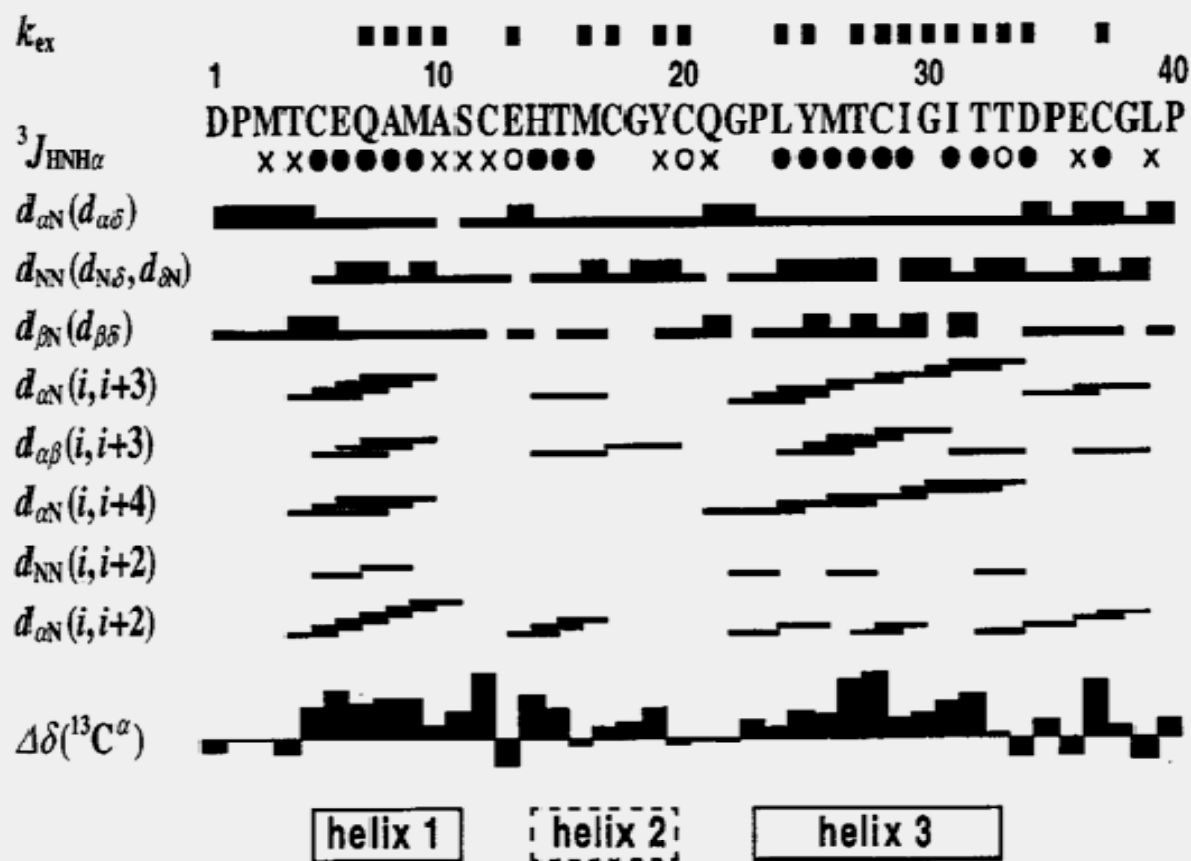 k_ex
1 10 20 30 40
DPMTCEQAMASCEHTMCGYCQGPLYMTCIGITTDPECGLP
³J_HNHα x x ● ● ● ● ● x x x ○ ● ● ● x ○ x ● ● ● ● ● ● ● ● ○ ● x ● x
d_αN(d_αδ)
d_NN(d_Nδ, d_δN)
d_βN(d_βδ)
d_αN(i, i+3)
d_αβ(i, i+3)
d_αN(i, i+4)
d_NN(i, i+2)
d_αN(i, i+2)
Δδ(¹³C^α)
helix 1 helix 2 helix 3